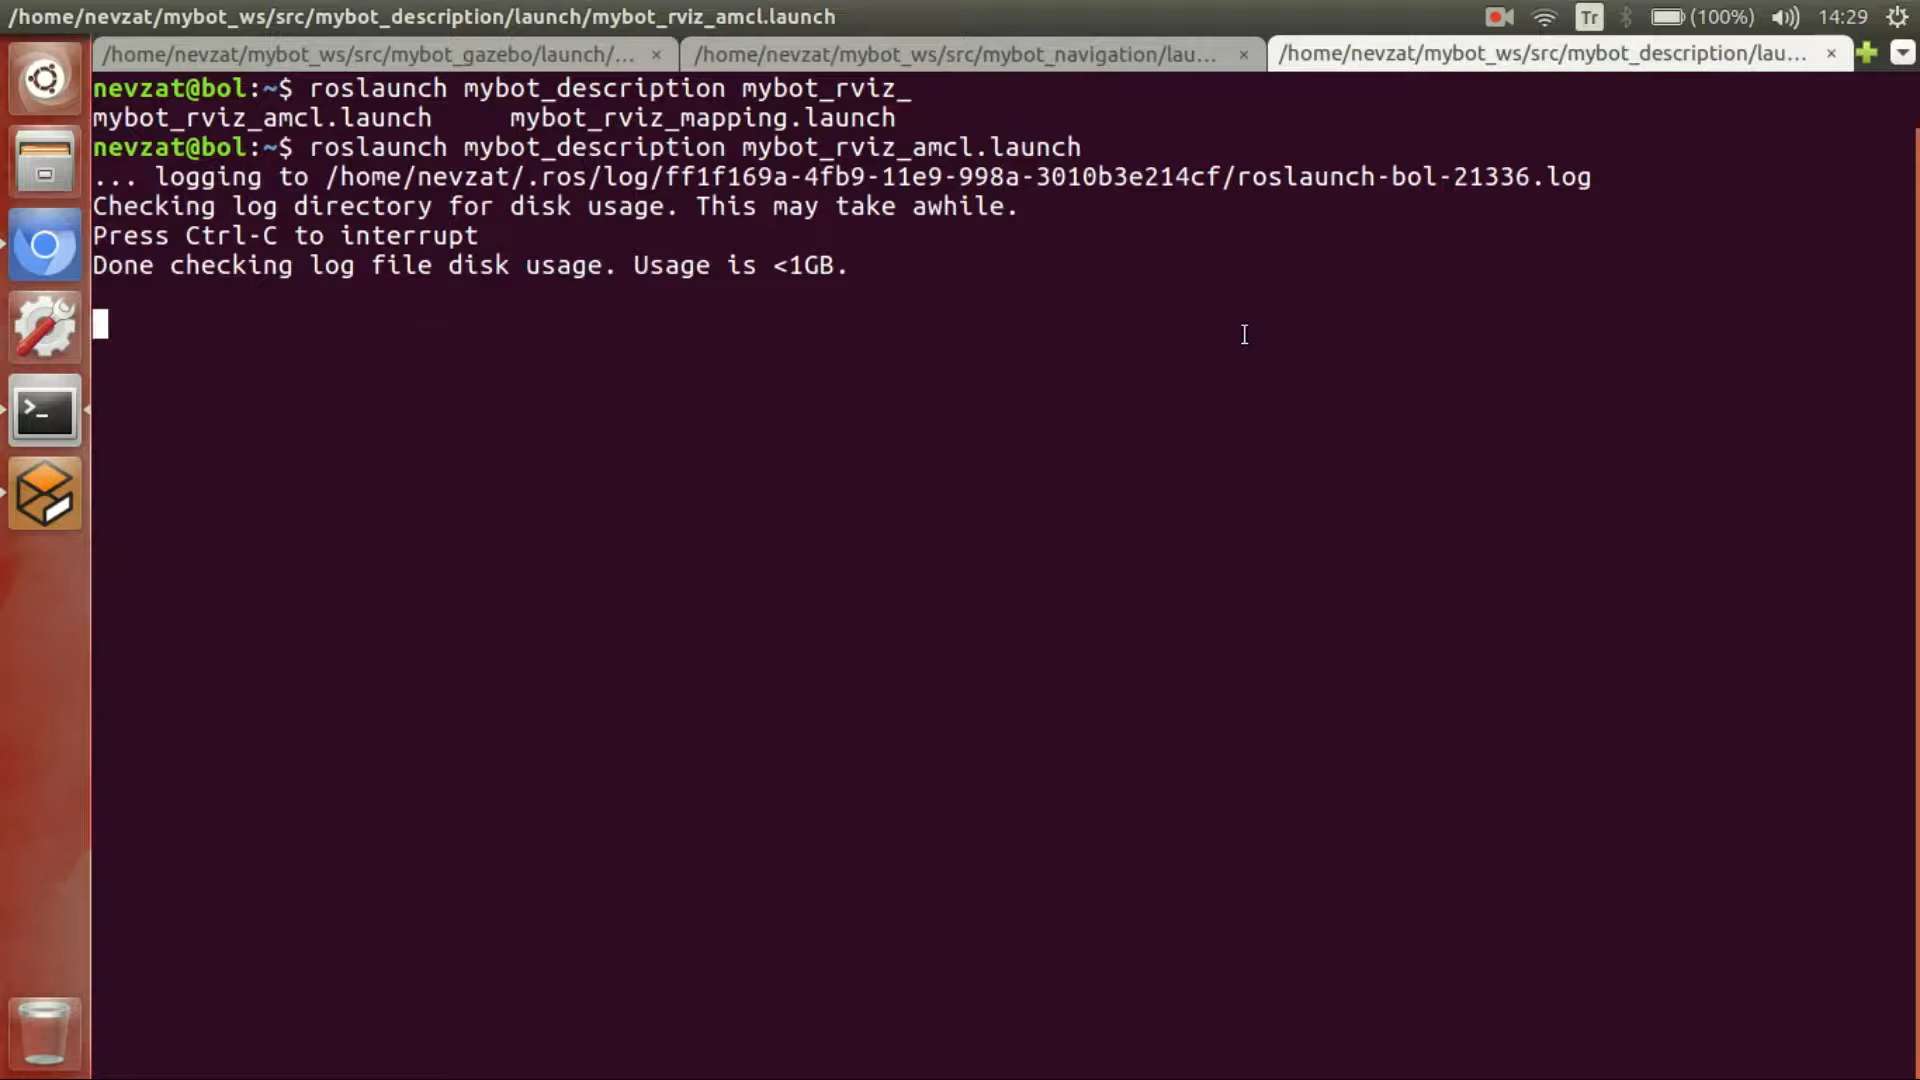 /home/nevzat/mybot_ws/src/mybot_description/launch/mybot_rviz_amcl.launch
Tr
(100%)
14:29
/home/nevzat/mybot_ws/src/mybot_gazebo/launch/... ×
/home/nevzat/mybot_ws/src/mybot_navigation/lau... ×
/home/nevzat/mybot_ws/src/mybot_description/lau... ×
nevzat@bol:~$ roslaunch mybot_description mybot_rviz_
mybot_rviz_amcl.launch     mybot_rviz_mapping.launch
nevzat@bol:~$ roslaunch mybot_description mybot_rviz_amcl.launch
... logging to /home/nevzat/.ros/log/ff1f169a-4fb9-11e9-998a-3010b3e214cf/roslaunch-bol-21336.log
Checking log directory for disk usage. This may take awhile.
Press Ctrl-C to interrupt
Done checking log file disk usage. Usage is <1GB.